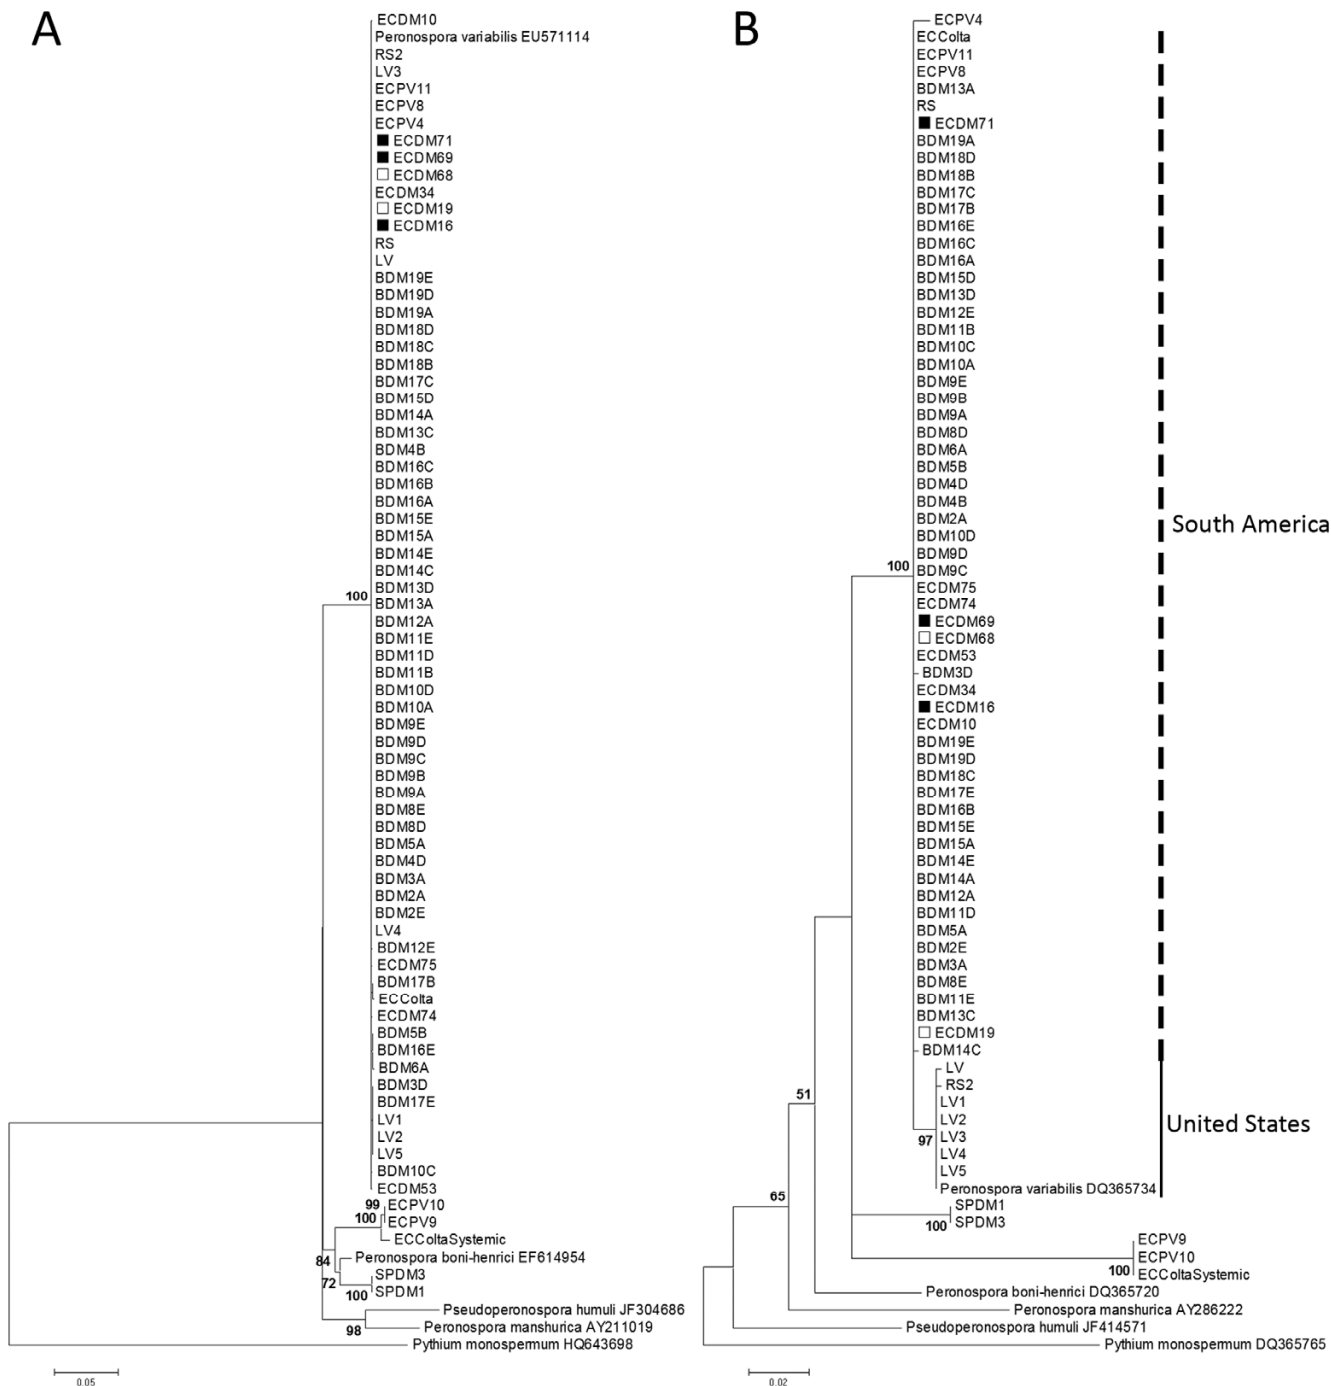 A
ECDM10
Peronospora variabilis EU571114
RS2
LV3
ECPV11
ECPV8
ECPV4
ECDM71
ECDM69
ECDM68
ECDM34
ECDM19
ECDM16
RS
LV
BDM19E
BDM19D
BDM19A
BDM18D
BDM18C
BDM18B
BDM17C
BDM15D
BDM14A
BDM13C
BDM4B
BDM16C
BDM16B
BDM16A
BDM15E
BDM15A
BDM14E
BDM14C
BDM13D
100
BDM13A
BDM12A
BDM11E
BDM11D
BDM11B
BDM10D
BDM10A
BDM9E
BDM9D
BDM9C
BDM9B
BDM9A
BDM8E
BDM8D
BDM5A
BDM4D
BDM3A
BDM2A
BDM2E
LV4
BDM12E
ECDM75
BDM17B
ECColta
ECDM74
BDM5B
BDM16E
BDM6A
BDM3D
BDM17E
LV1
LV2
LV5
BDM10C
ECDM53
99
ECPV10
100
ECPV9
ECColtaSystemic
84
Peronospora boni-henrici EF614954
72
SPDM3
100
SPDM1
Pseudoperonospora humuli JF304686
98
Peronospora manshurica AY211019
Pythium monospermum HQ643698
0.05
B
ECPV4
ECColta
ECPV11
ECPV8
BDM13A
RS
ECDM71
BDM19A
BDM18D
BDM18B
BDM17C
BDM17B
BDM16E
BDM16C
BDM16A
BDM15D
BDM13D
BDM12E
BDM11B
BDM10C
BDM10A
BDM9E
BDM9B
BDM9A
BDM8D
BDM6A
BDM5B
BDM4D
BDM4B
BDM2A
BDM10D
BDM9D
100
BDM9C
ECDM75
ECDM74
ECDM69
ECDM68
ECDM53
BDM3D
ECDM34
ECDM16
ECDM10
BDM19E
BDM19D
BDM18C
BDM17E
BDM16B
BDM15E
BDM15A
BDM14E
BDM14A
BDM12A
BDM11D
BDM5A
BDM2E
BDM3A
BDM8E
BDM11E
BDM13C
ECDM19
BDM14C
South America
LV
RS2
LV1
51
LV2
97
LV3
LV4
LV5
Peronospora variabilis DQ365734
United States
65
SPDM1
100
SPDM3
ECPV9
ECPV10
100
ECColtaSystemic
Peronospora boni-henrici DQ365720
Peronospora manshurica AY286222
Pseudoperonospora humuli JF414571
Pythium monospermum DQ365765
0.02